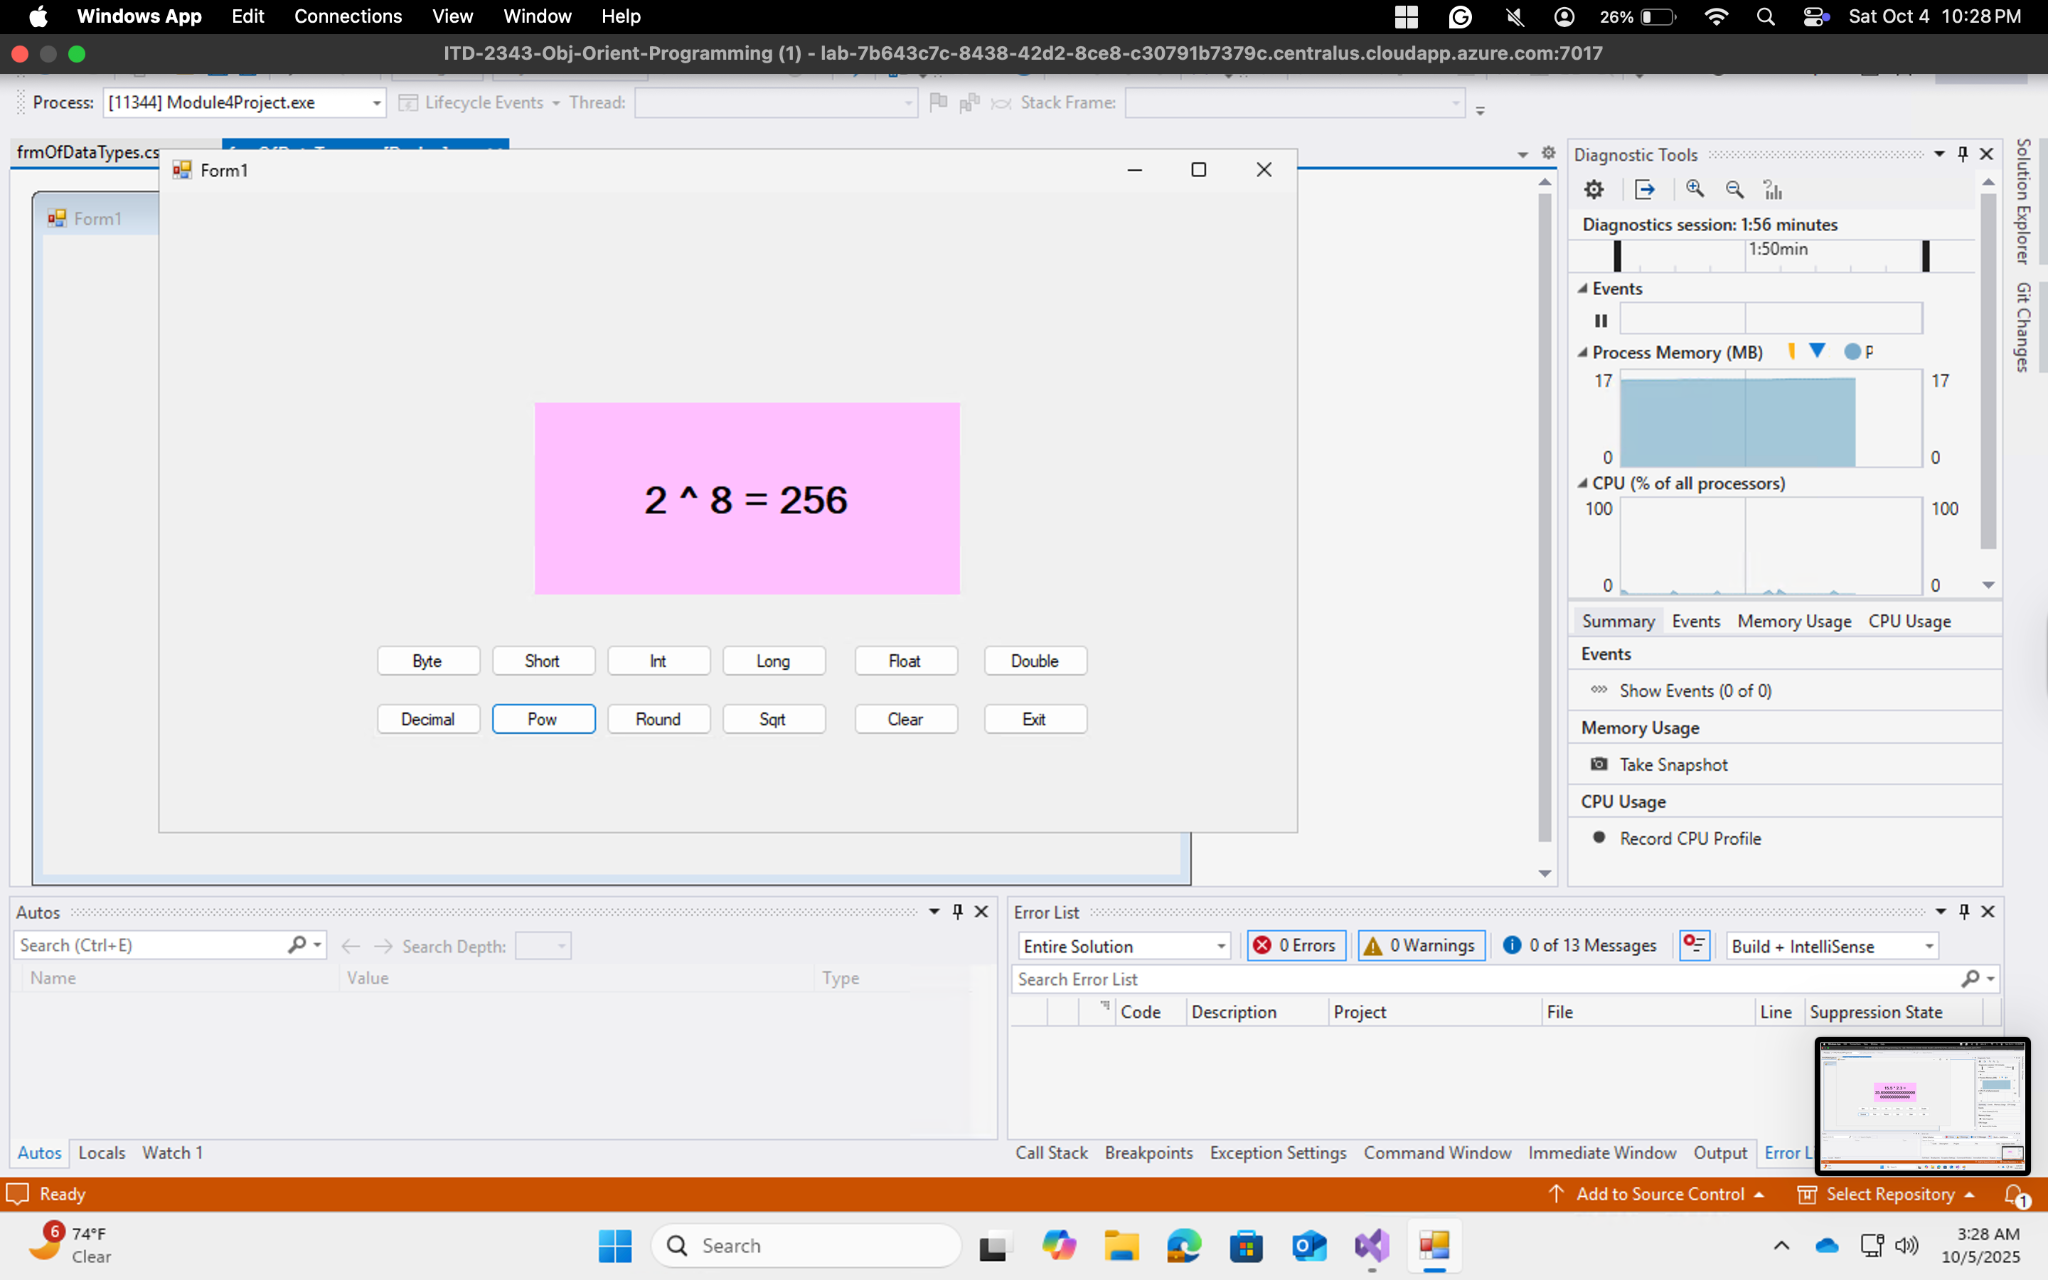 Windows App Edit Connections View Window Help 26% Sat Oct 4 10:28 PM
ITD-2343-Obj-Orient-Programming (1) - lab-7b643c7c-8438-42d2-8ce8-c30791b7379c.centralus.cloudapp.azure.com:7017
Process: [11344] Module4Project.exe Lifecycle Events Thread: Stack Frame:
frmOfDataTypes.cs
Form1
Form1
2 ^ 8 = 256
Byte Short Int Long Float Double
Decimal Pow Round Sqrt Clear Exit
Diagnostic Tools
Diagnostics session: 1:56 minutes
1:50min
Events
Process Memory (MB) P
17 17
0 0
CPU (% of all processors)
100 100
0 0
Summary Events Memory Usage CPU Usage
Events
Show Events (0 of 0)
Memory Usage
Take Snapshot
CPU Usage
Record CPU Profile
Solution Explorer
Git Changes
Autos
Search (Ctrl+E) Search Depth:
Name Value Type
Autos Locals Watch 1
Error List
Entire Solution 0 Errors 0 Warnings 0 of 13 Messages Build + IntelliSense
Search Error List
Code Description Project File Line Suppression State
Call Stack Breakpoints Exception Settings Command Window Immediate Window Output Error Li
Ready Add to Source Control Select Repository 1
6 74°F
Clear
Search
3:28 AM
10/5/2025